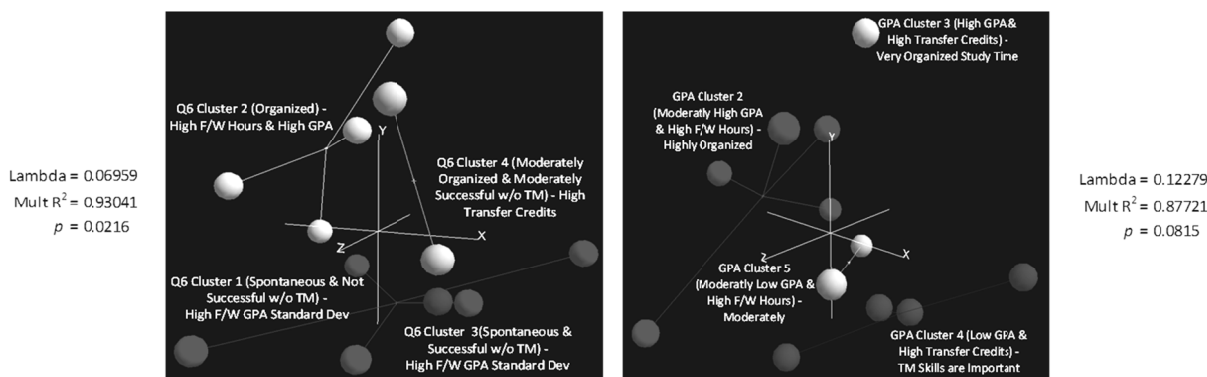 Lambda = 0.06959
Mult R² = 0.93041
p = 0.0216
Q6 Cluster 2 (Organized) -
High F/W Hours & High GPA
Y
Q6 Cluster 4 (Moderately
Organized & Moderately
Successful w/o TM) - High
Transfer Credits
X
Z
Q6 Cluster 1 (Spontaneous & Not
Successful w/o TM) -
High F/W GPA Standard Dev
Q6 Cluster 3(Spontaneous &
Successful w/o TM) -
High F/W GPA Standard Dev
GPA Cluster 3 (High GPA&
High Transfer Credits) -
Very Organized Study Time
GPA Cluster 2
(Moderatly High GPA
& High F/W Hours) -
Highly Organized
Y
X
Z
GPA Cluster 5
(Moderatly Low GPA &
High F/W Hours) -
Moderately
GPA Cluster 4 (Low GPA &
High Transfer Credits) -
TM Skills are Important
Lambda = 0.12279
Mult R² = 0.87721
p = 0.0815